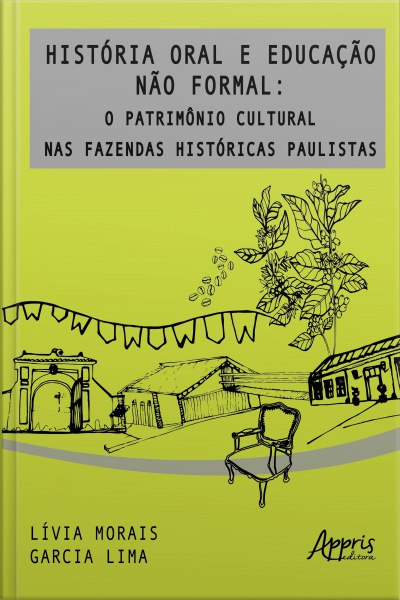 HISTÓRIA ORAL E EDUCAÇÃO
NÃO FORMAL:
O PATRIMÔNIO CULTURAL
NAS FAZENDAS HISTÓRICAS PAULISTAS
LÍVIA MORAIS
GARCIA LIMA
Appris
editora